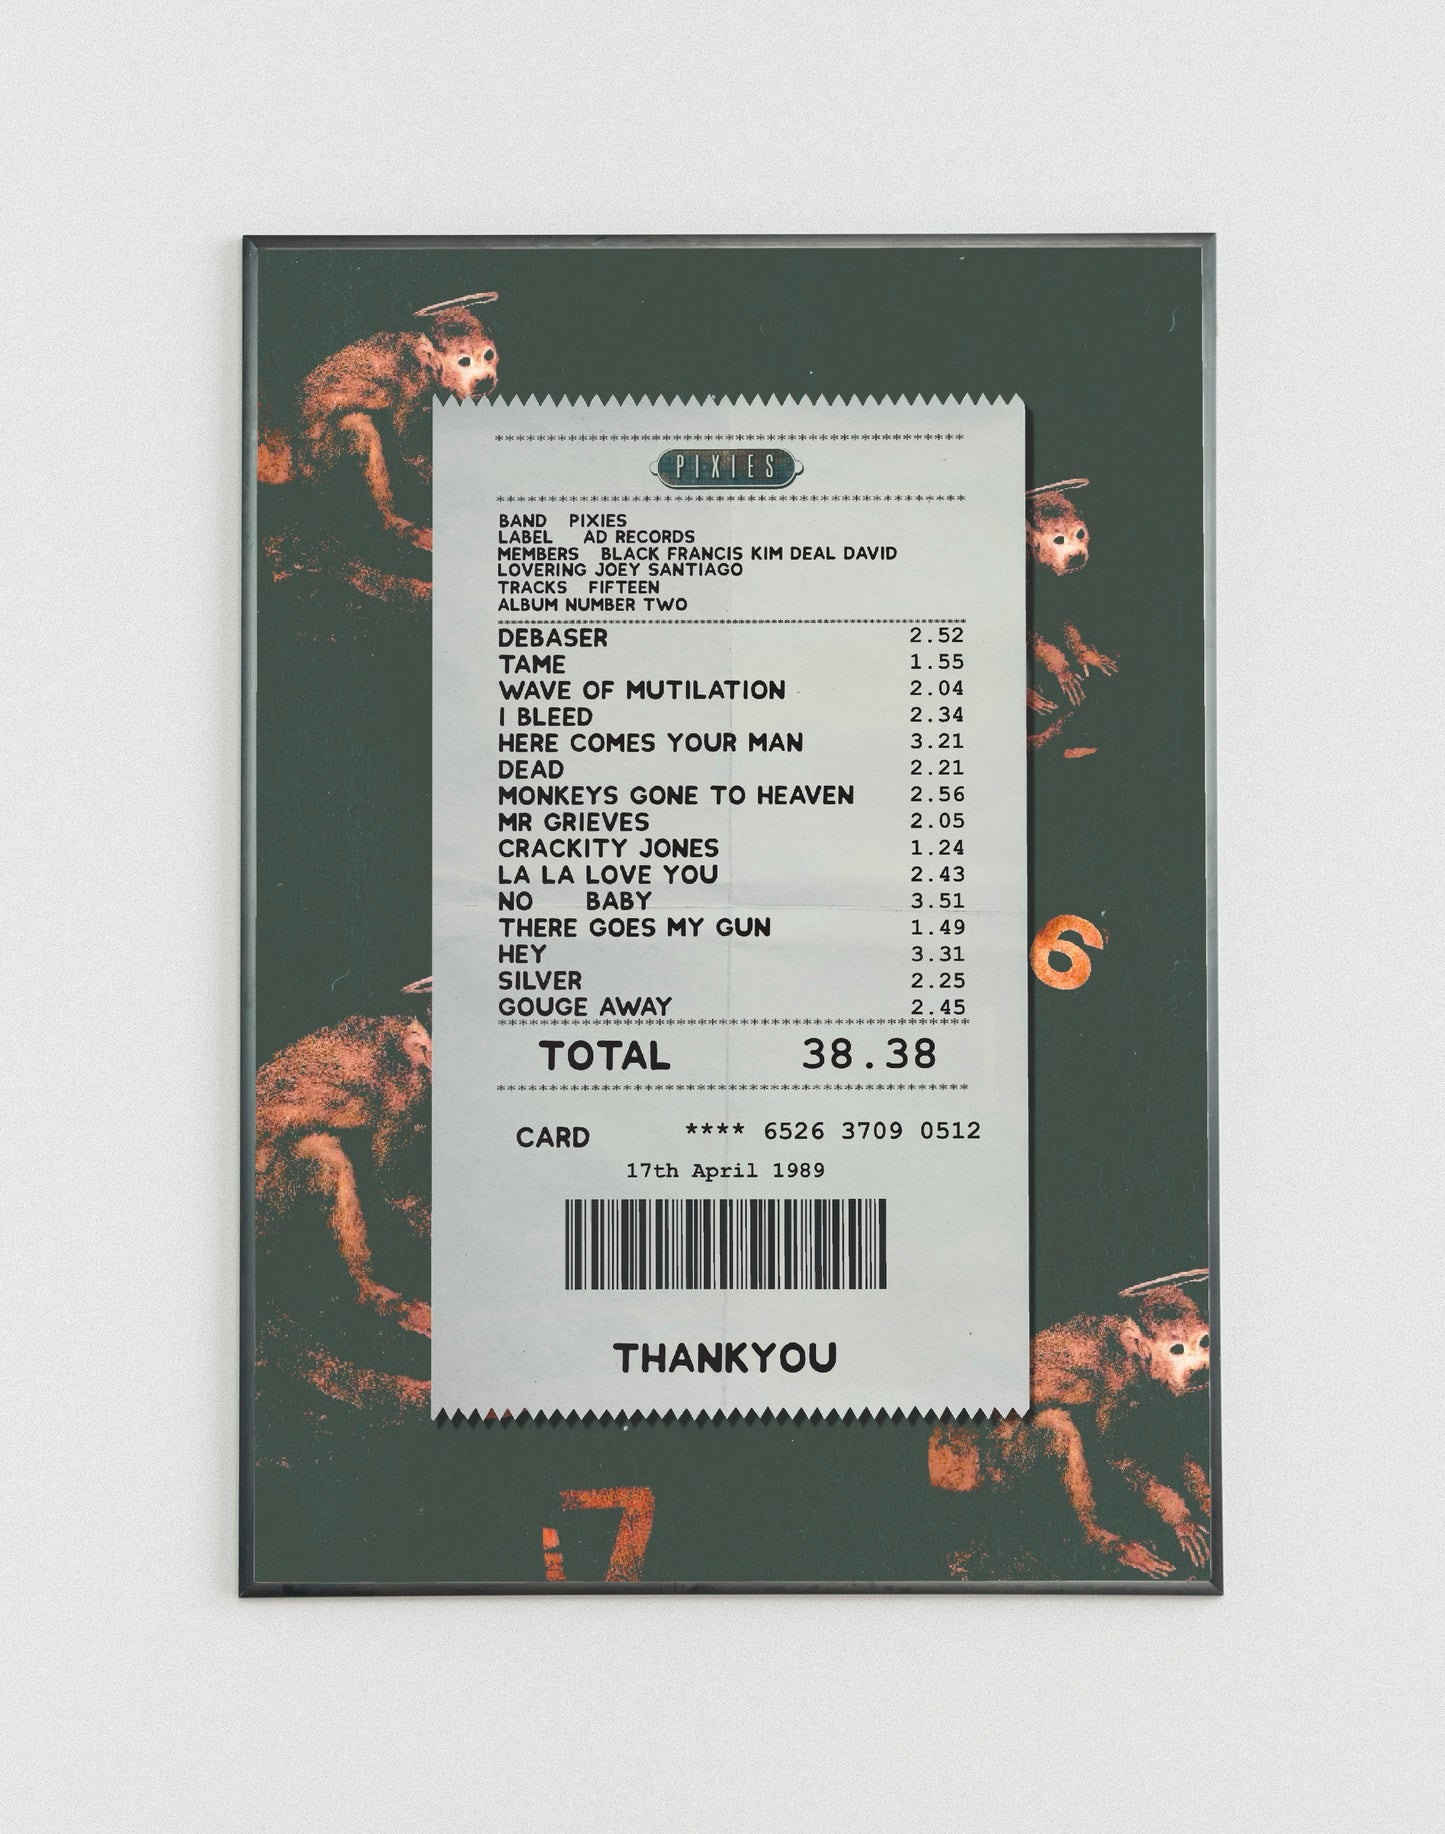 *********************************************
PIXIES
*********************************************
BAND PIXIES
LABEL AD RECORDS
MEMBERS BLACK FRANCIS KIM DEAL DAVID
LOVERING JOEY SANTIAGO
TRACKS FIFTEEN
ALBUM NUMBER TWO
*********************************************
DEBASER 2.52
TAME 1.55
WAVE OF MUTILATION 2.04
I BLEED 2.34
HERE COMES YOUR MAN 3.21
DEAD 2.21
MONKEYS GONE TO HEAVEN 2.56
MR GRIEVES 2.05
CRACKITY JONES 1.24
LA LA LOVE YOU 2.43
NO BABY 3.51
THERE GOES MY GUN 1.49
HEY 3.31
SILVER 2.25
GOUGE AWAY 2.45
*********************************************
TOTAL 38.38
*********************************************
CARD **** 6526 3709 0512
17th April 1989
THANKYOU
6
7